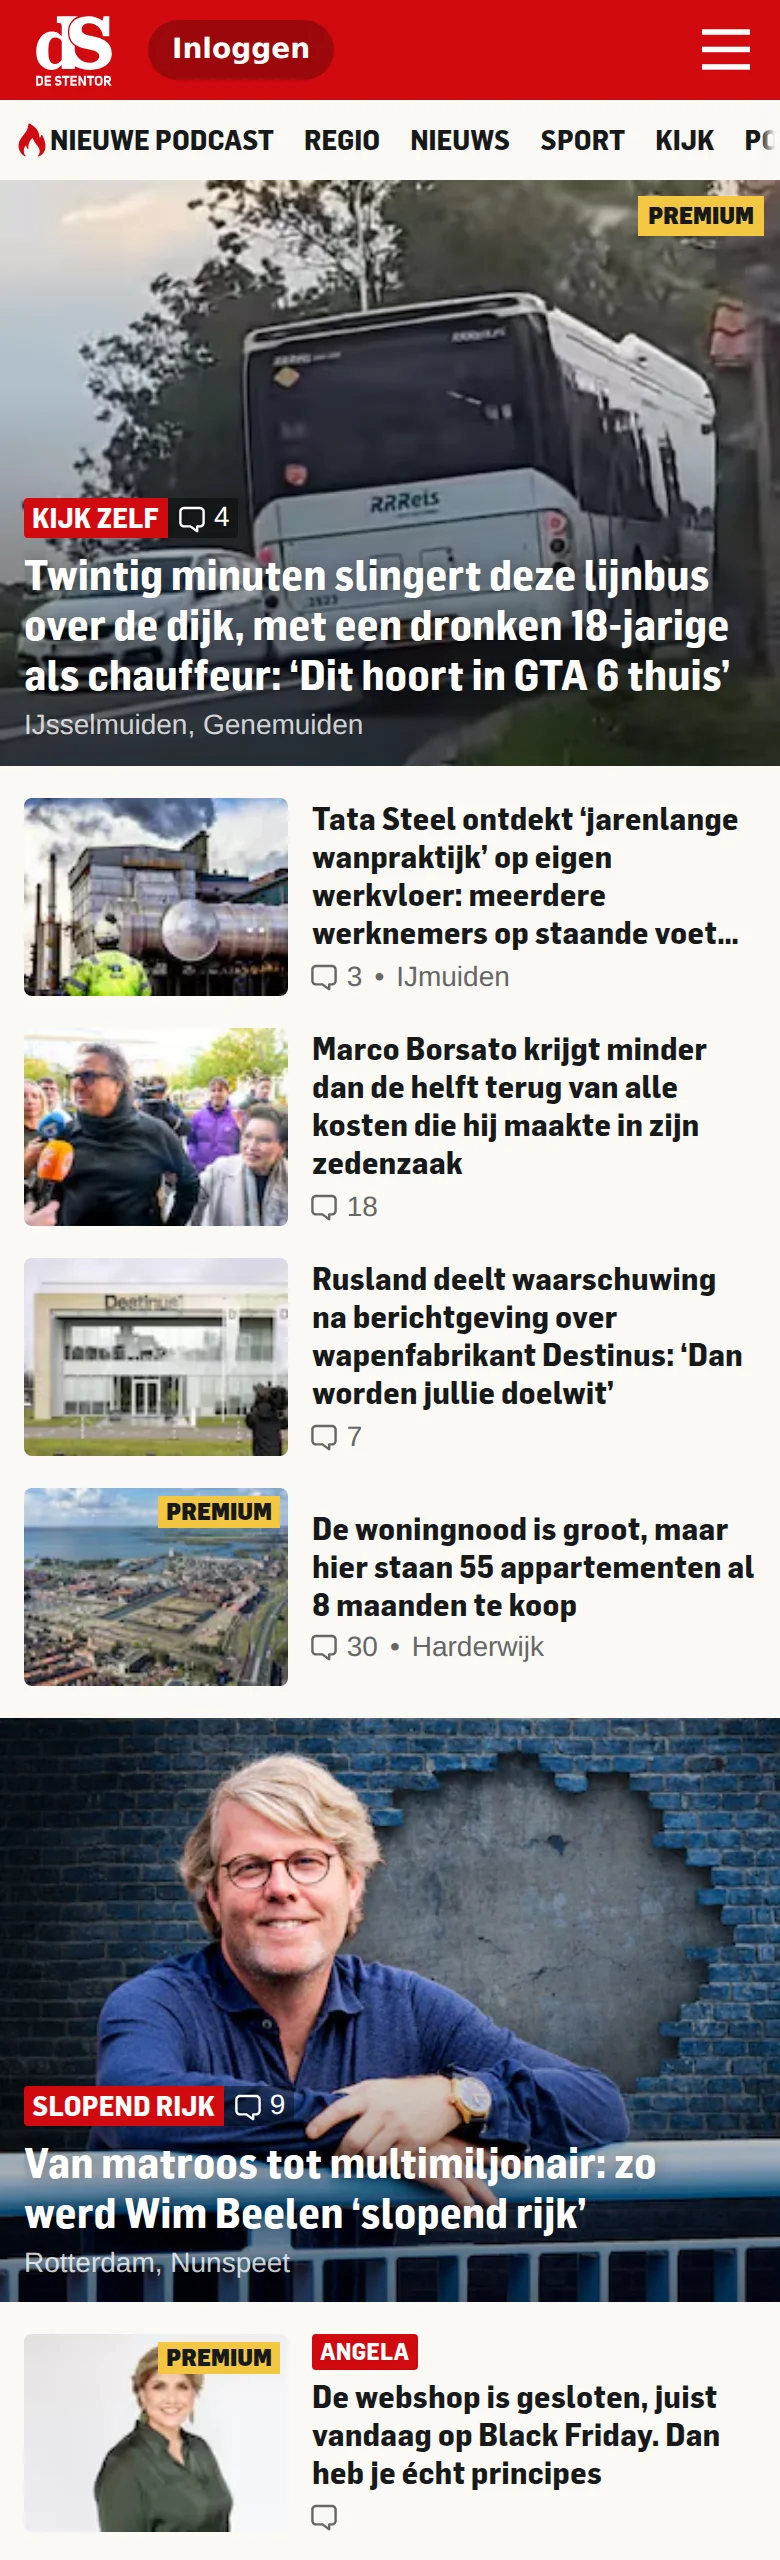 dS
DE STENTOR
Inloggen
NIEUWE PODCAST REGIO NIEUWS SPORT KIJK
PREMIUM
RRReis
KIJK ZELF 4
Twintig minuten slingert deze lijnbus
over de dijk, met een dronken 18-jarige
als chauffeur: ‘Dit hoort in GTA 6 thuis’
IJsselmuiden, Genemuiden
Tata Steel ontdekt ‘jarenlange
wanpraktijk’ op eigen
werkvloer: meerdere
werknemers op staande voet...
3 • IJmuiden
Marco Borsato krijgt minder
dan de helft terug van alle
kosten die hij maakte in zijn
zedenzaak
18
Destinus
Rusland deelt waarschuwing
na berichtgeving over
wapenfabrikant Destinus: ‘Dan
worden jullie doelwit’
7
PREMIUM
De woningnood is groot, maar
hier staan 55 appartementen al
8 maanden te koop
30 • Harderwijk
SLOPEND RIJK 9
Van matroos tot multimiljonair: zo
werd Wim Beelen ‘slopend rijk’
Rotterdam, Nunspeet
PREMIUM
ANGELA
De webshop is gesloten, juist
vandaag op Black Friday. Dan
heb je écht principes